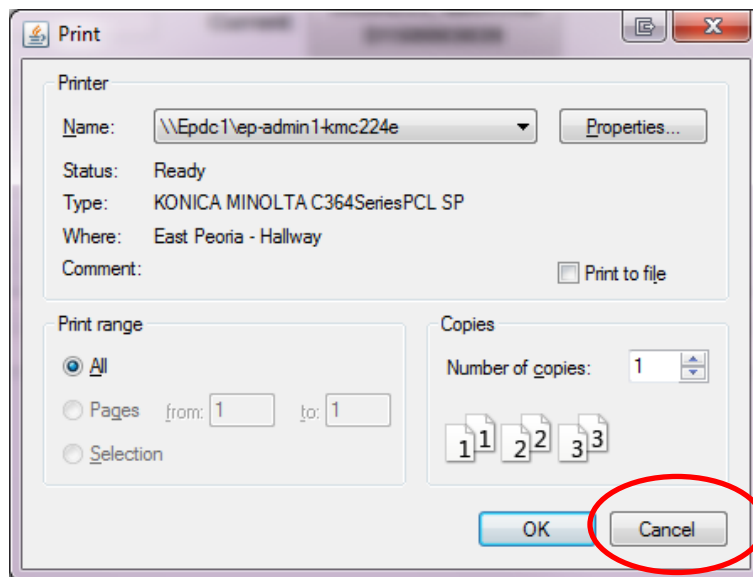 Print
Printer
Name: \\Epdc1\ep-admin1-kmc224e Properties...
Status: Ready
Type: KONICA MINOLTA C364SeriesPCL SP
Where: East Peoria - Hallway
Comment: Print to file
Print range
All
Pages from: 1 to: 1
Selection
Copies
Number of copies: 1
1 1 2 2 3 3
OK Cancel